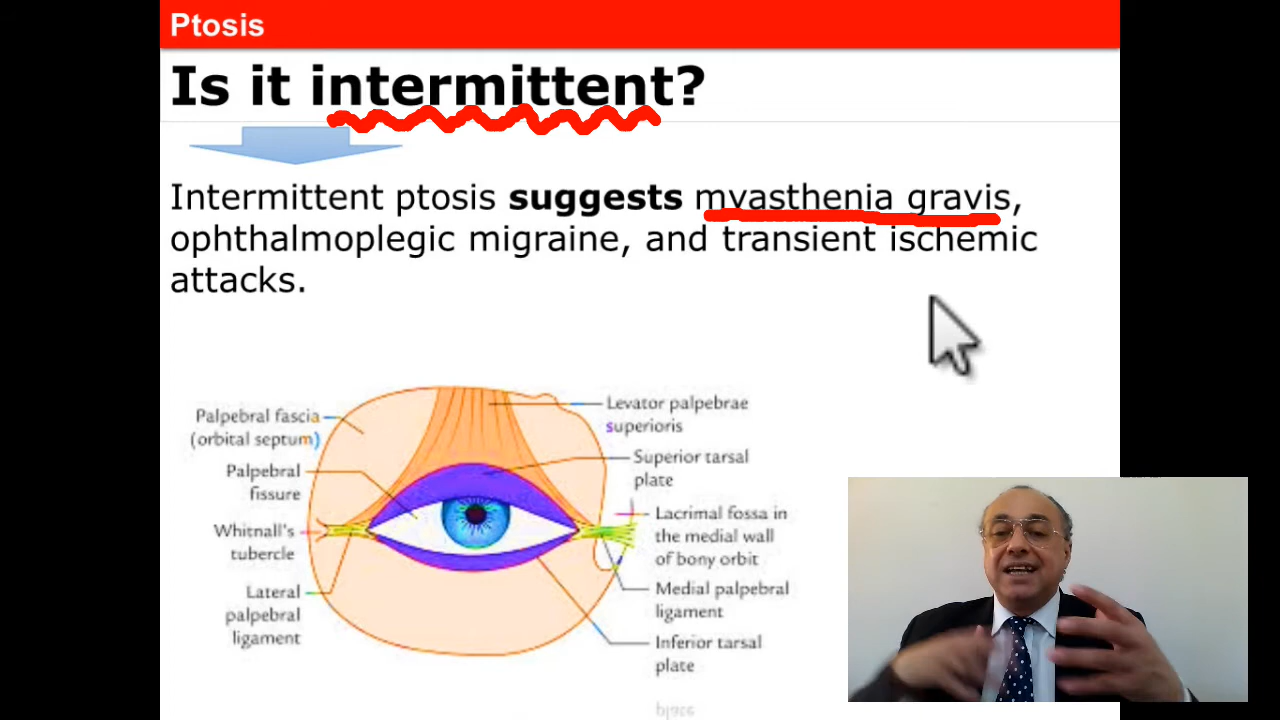 Ptosis
Is it intermittent?
Intermittent ptosis suggests myasthenia gravis,
ophthalmoplegic migraine, and transient ischemic
attacks.
Palpebral fascia
(orbital septum)
Palpebral
fissure
Whitnall's
tubercle
Lateral
palpebral
ligament
Levator palpebrae
superioris
Superior tarsal
plate
Lacrimal fossa in
the medial wall
of bony orbit
Medial palpebral
ligament
Inferior tarsal
plate